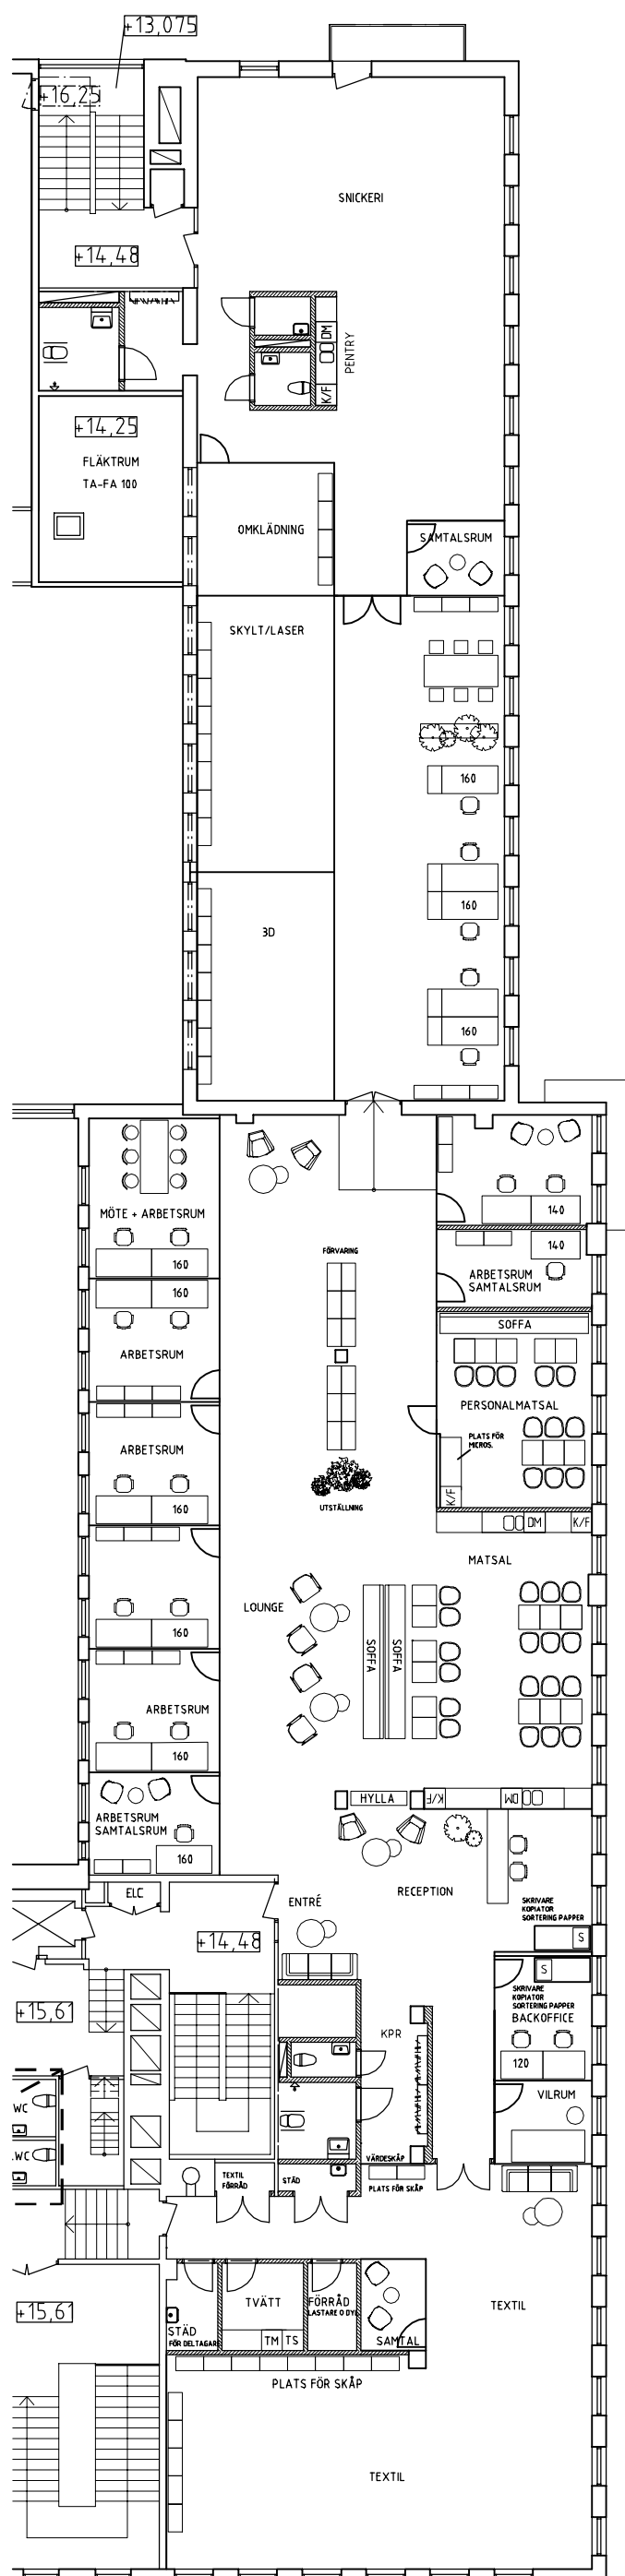 +13,075
+16,25
SNICKERI
+14,48
DM
PENTRY
K/F
+14,25
FLÄKTRUM
TA-FA 100
OMKLÄDNING
SAMTALSRUM
SKYLT/LASER
160
160
3D
160
MÖTE + ARBETSRUM
140
140
FÖRVARING
160
ARBETSRUM
SAMTALSRUM
160
SOFFA
ARBETSRUM
PERSONALMATSAL
PLATS FÖR
MICROS.
ARBETSRUM
K/F
160
UTSTÄLLNING
DM
K/F
MATSAL
LOUNGE
160
SOFFA
SOFFA
ARBETSRUM
160
HYLLA
K/F
DM
ARBETSRUM
SAMTALSRUM
160
RECEPTION
ELC
ENTRÉ
SKRIVARE
KOPIATOR
SORTERING PAPPER
S
+14,48
S
SKRIVARE
KOPIATOR
SORTERING PAPPER
BACKOFFICE
+15,61
KPR
120
VILRUM
WC
WC
VÄRDESKÅP
TEXTIL
FÖRRÅD
STÄD
PLATS FÖR SKÅP
TVÄTT
FÖRRÅD
LASTARE O DYL
TEXTIL
+15,61
STÄD
FÖR DELTAGARE
TM
TS
SAMTAL
PLATS FÖR SKÅP
TEXTIL